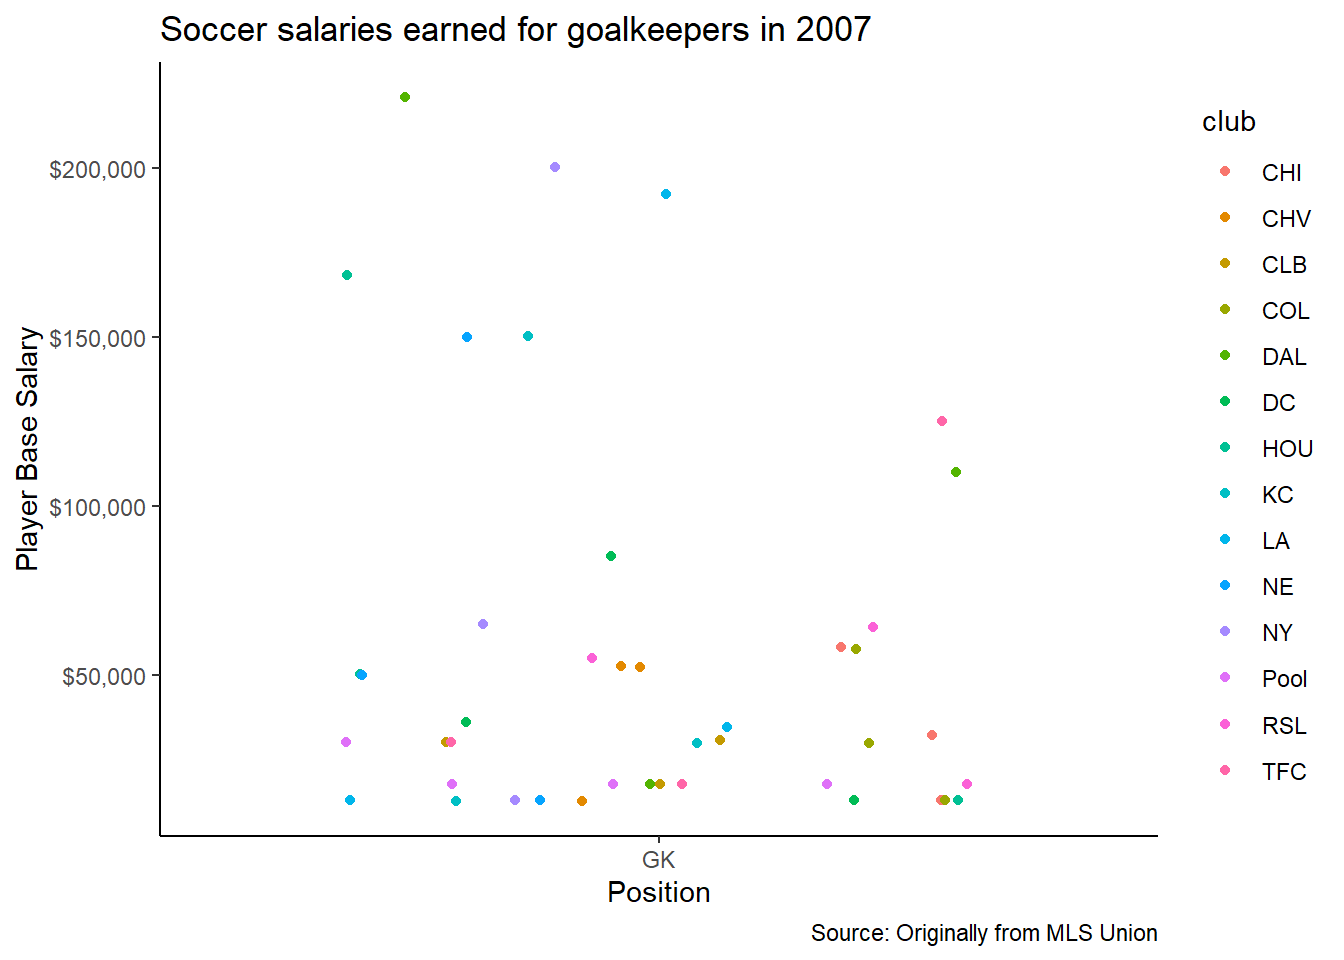 Soccer salaries earned for goalkeepers in 2007
Player Base Salary
$200,000
$150,000
$100,000
$50,000
GK
Position
Source: Originally from MLS Union
club
CHI
CHV
CLB
COL
DAL
DC
HOU
KC
LA
NE
NY
Pool
RSL
TFC